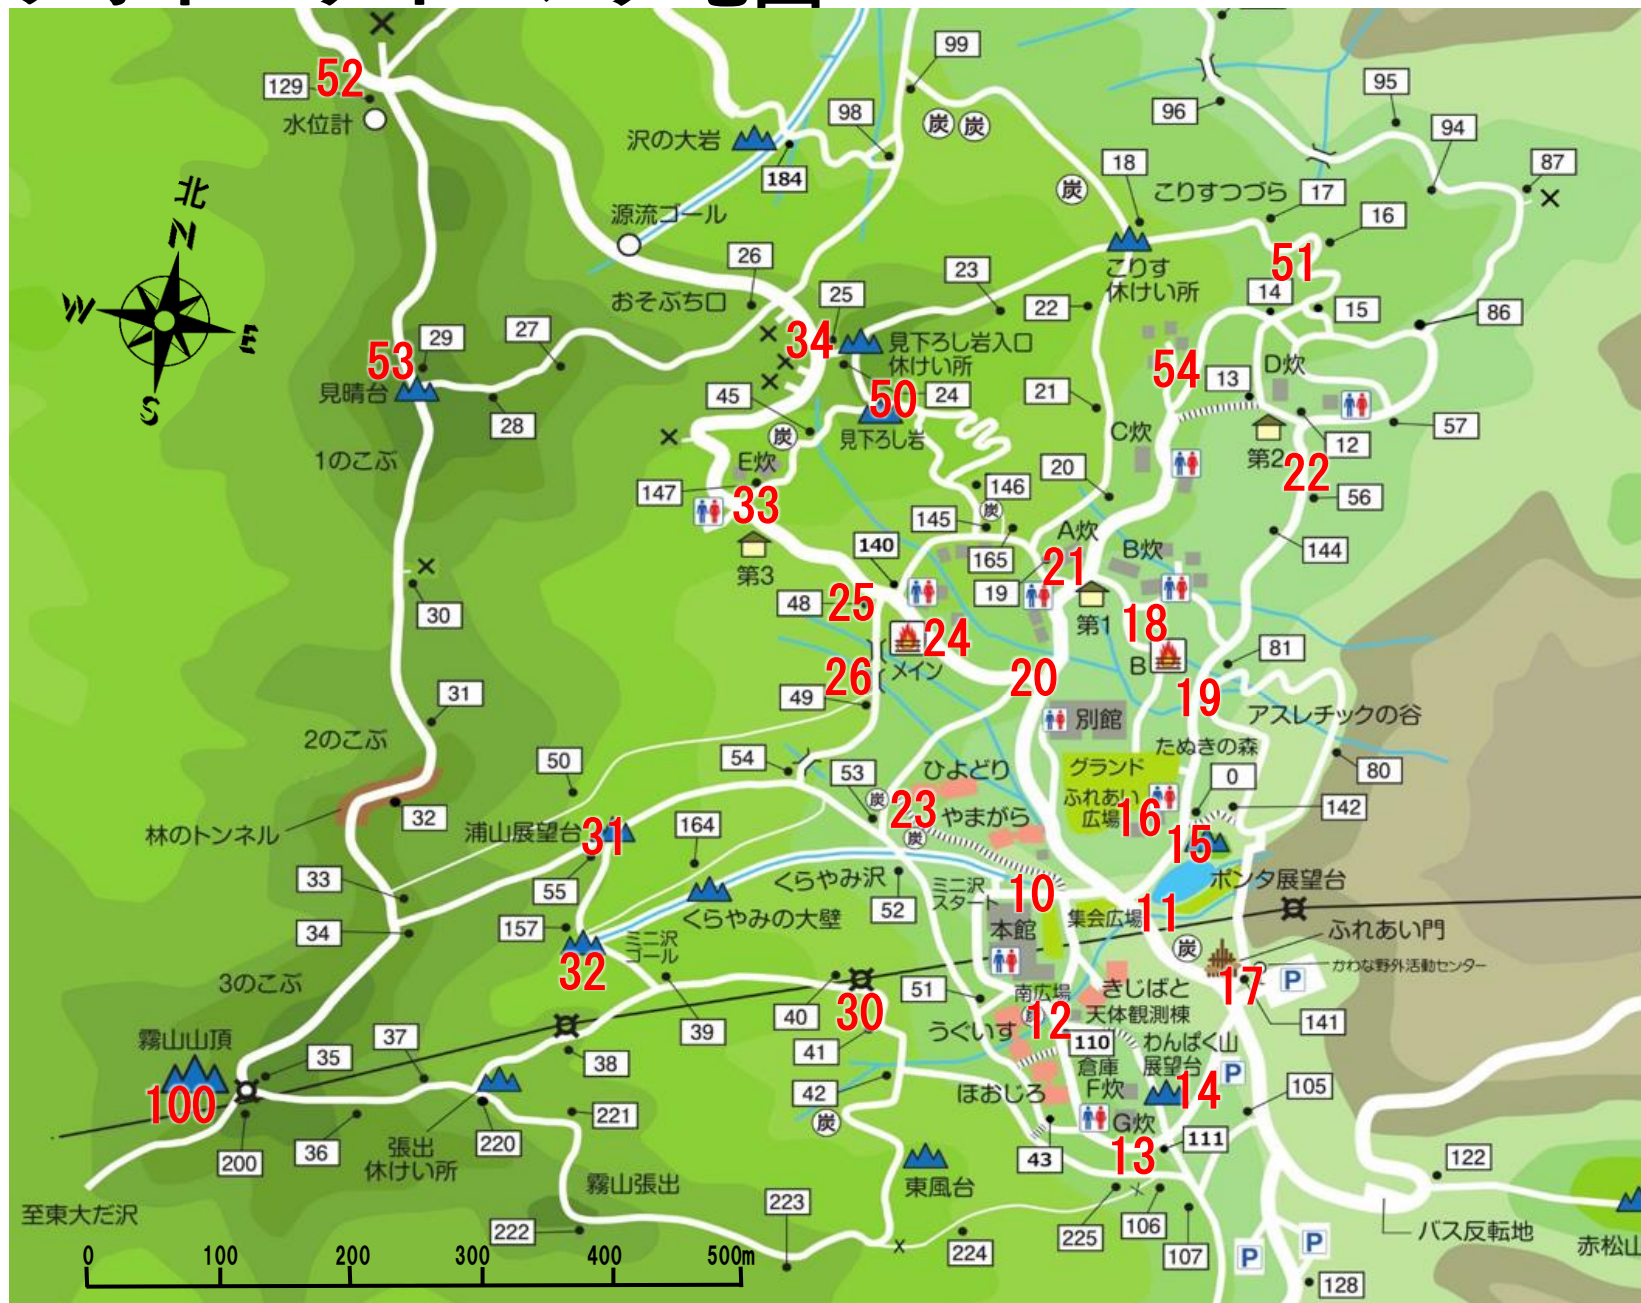 99
52
129
水位計
沢の大岩
98
炭 炭
96
95
94
87
184
18
炭
こりすつづら
17
16
北
N
W
E
S
源流ゴール
26
おそぶち口
23
こりす
休けい所
22
51
14
15
86
25
34
見下ろし岩入口
休けい所
29
27
53
見晴台
28
45
24
50
見下ろし岩
21
54
13
D炊
炭
C炊
12
57
第2
22
1のこぶ
E炊
147
33
146
炭
20
56
145
165
A炊
B炊
144
140
第3
30
48
25
19
21
第1
18
24
メイン
26
20
B
81
19
49
31
2のこぶ
別館
アスレチックの谷
たぬきの森
54
50
53
ひよどり
グランド
0
80
炭
23
やまがら
炭
ふれあい
広場
16
142
32
林のトンネル
浦山展望台
31
164
15
33
55
くらやみ沢
52
ミニ沢
スタート
10
ポンタ展望台
くらやみの大壁
34
157
ミニ沢
ゴール
32
本館
集会広場
11
炭
ふれあい門
かわな野外活動センター
P
3のこぶ
39
40
30
51
南広場
炭
12
きじばと
天体観測棟
17
141
うぐいす
41
110
倉庫
わんぱく山
展望台
霧山山頂
100
35
37
38
42
炭
ほおじろ
F炊
14
P
105
200
36
張出
休けい所
220
221
43
G炊
13
111
122
霧山張出
東風台
至東大だ沢
222
223
224
225
106
107
P
P
128
バス反転地
赤松山
0 100 200 300 400 500m